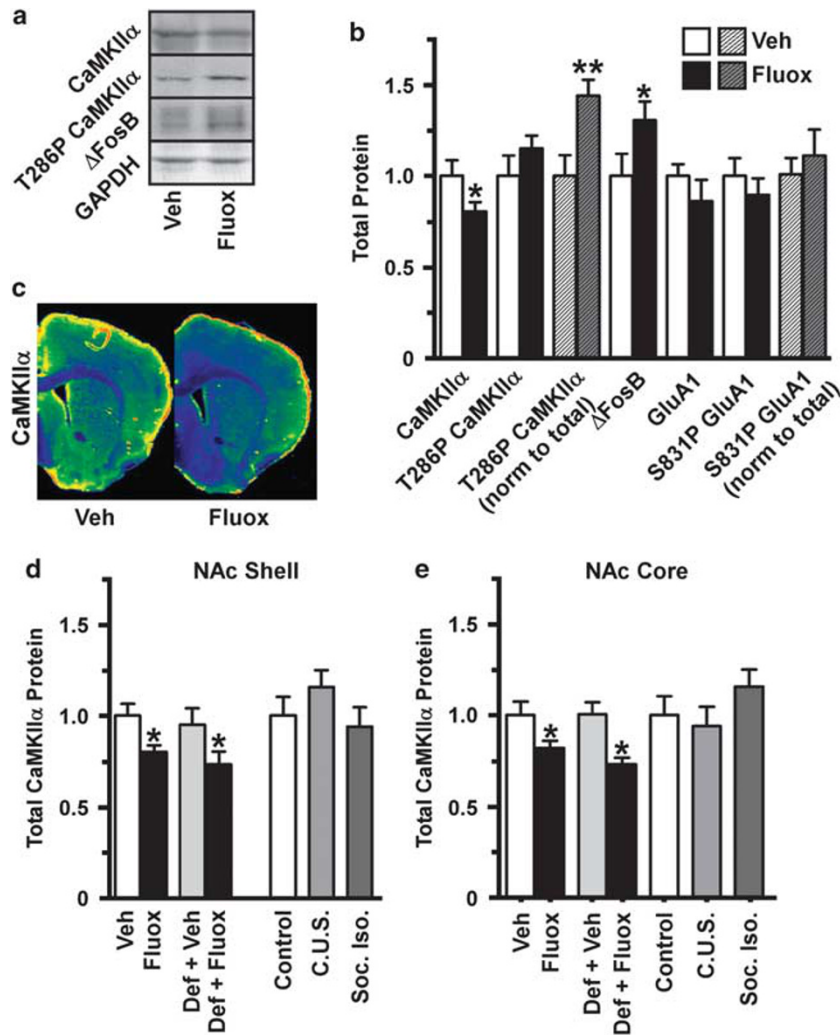 a
CaMKIIα
T286P CaMKIIα
ΔFosB
GAPDH
Veh
Fluox
b
Veh
Fluox
Total Protein
1.5
1.0
0.5
0
*
**
*
CaMKIIα
T286P CaMKIIα
T286P CaMKIIα
(norm to total)
ΔFosB
GluA1
S831P GluA1
S831P GluA1
(norm to total)
c
CaMKIIα
Veh
Fluox
d
NAc Shell
Total CaMKIIα Protein
1.5
1.0
0.5
0
*
*
Veh
Fluox
Def + Veh
Def + Fluox
Control
C.U.S.
Soc. Iso.
e
NAc Core
Total CaMKIIα Protein
1.5
1.0
0.5
0
*
*
Veh
Fluox
Def + Veh
Def + Fluox
Control
C.U.S.
Soc. Iso.